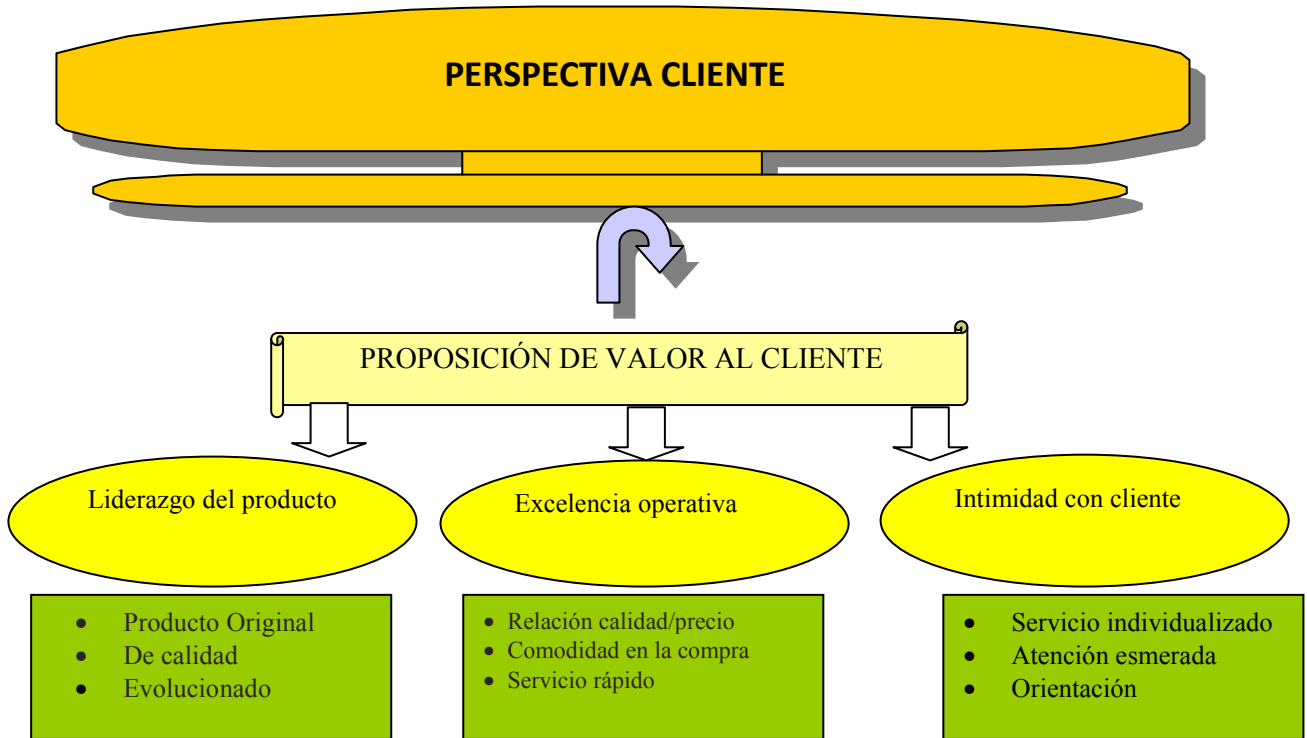 PERSPECTIVA CLIENTE
PROPOSICIÓN DE VALOR AL CLIENTE
Liderazgo del producto
• Producto Original
• De calidad
• Evolucionado
Excelencia operativa
• Relación calidad/precio
• Comodidad en la compra
• Servicio rápido
Intimidad con cliente
• Servicio individualizado
• Atención esmerada
• Orientación